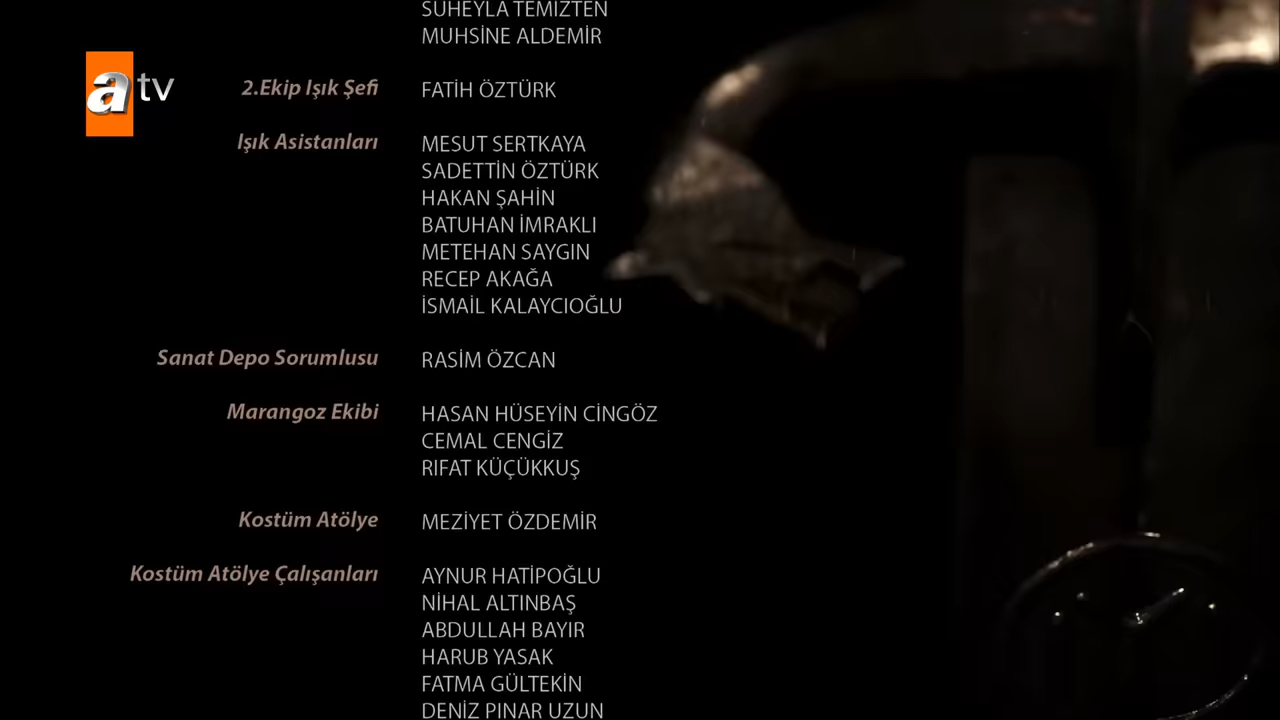 SÜHEYLA TEMİZTEN
MUHSİNE ALDEMİR
atv
2.Ekip Işık Şefi FATİH ÖZTÜRK
Işık Asistanları MESUT SERTKAYA
SADETTİN ÖZTÜRK
HAKAN ŞAHİN
BATUHAN İMRAKLI
METEHAN SAYGIN
RECEP AKAĞA
İSMAİL KALAYCIOĞLU
Sanat Depo Sorumlusu RASİM ÖZCAN
Marangoz Ekibi HASAN HÜSEYİN CİNGÖZ
CEMAL CENGİZ
RIFAT KÜÇÜKKUŞ
Kostüm Atölye MEZİYET ÖZDEMİR
Kostüm Atölye Çalışanları AYNUR HATİPOĞLU
NİHAL ALTINBAŞ
ABDULLAH BAYIR
HARUB YASAK
FATMA GÜLTEKİN
DENİZ PINAR UZUN